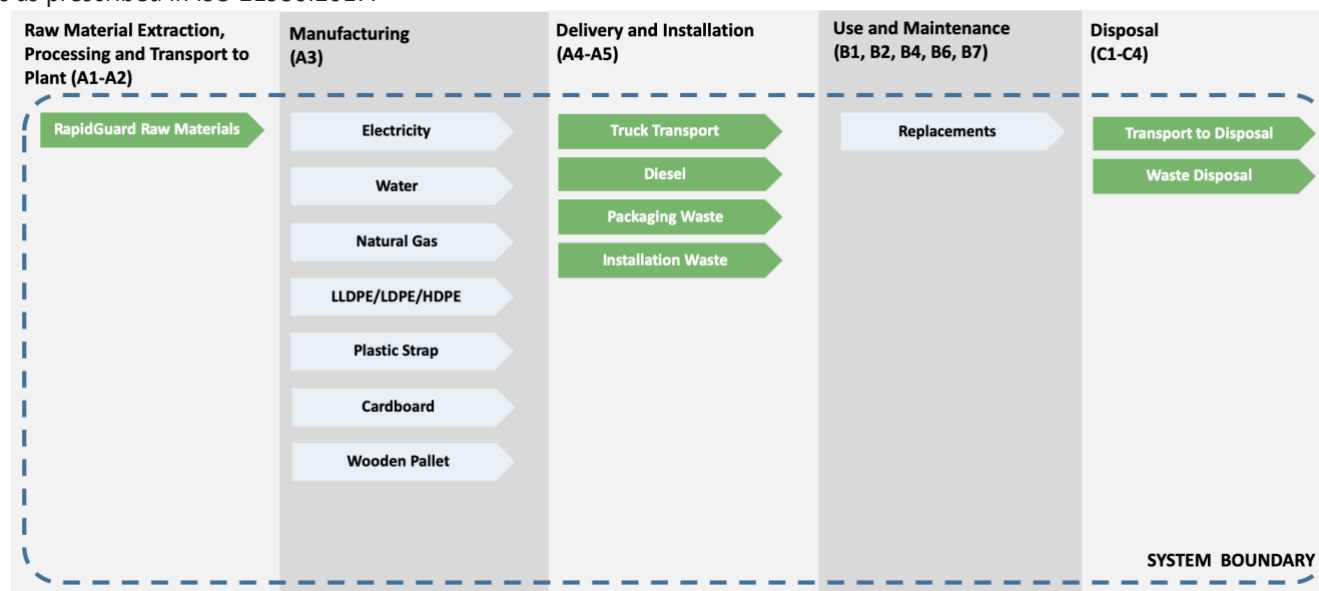 Raw Material Extraction,
Processing and Transport to
Plant (A1-A2)
RapidGuard Raw Materials
Manufacturing
(A3)
Electricity
Water
Natural Gas
LLDPE/LDPE/HDPE
Plastic Strap
Cardboard
Wooden Pallet
Delivery and Installation
(A4-A5)
Truck Transport
Diesel
Packaging Waste
Installation Waste
Use and Maintenance
(B1, B2, B4, B6, B7)
Replacements
Disposal
(C1-C4)
Transport to Disposal
Waste Disposal
SYSTEM BOUNDARY